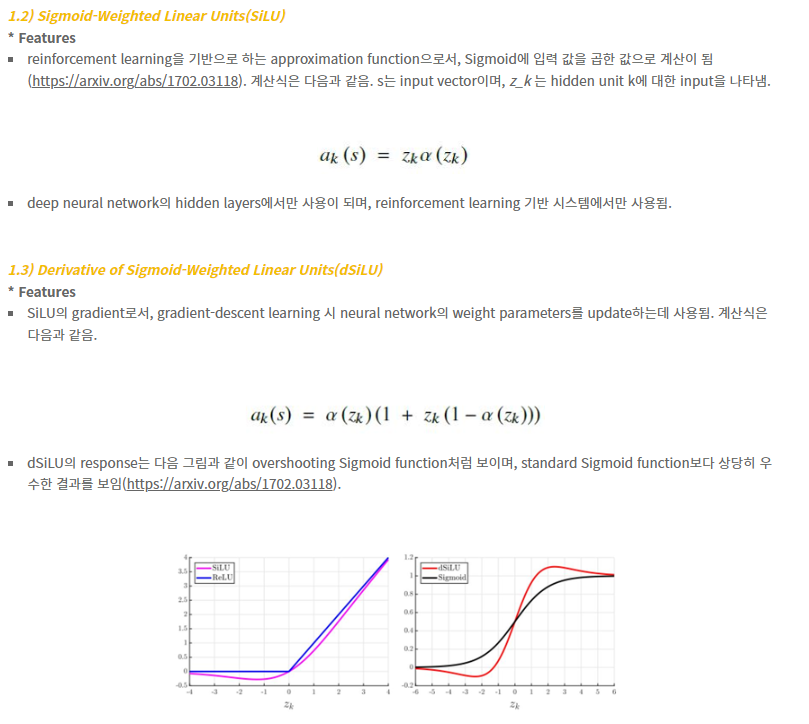 1.2) Sigmoid-Weighted Linear Units(SiLU)
* Features
▪ reinforcement learning을 기반으로 하는 approximation function으로서, Sigmoid에 입력 값을 곱한 값으로 계산이 됨
(https://arxiv.org/abs/1702.03118). 계산식은 다음과 같음. s는 input vector이며, z_k 는 hidden unit k에 대한 input을 나타냄.
aₖ (s) = zₖα (zₖ)
▪ deep neural network의 hidden layers에서만 사용이 되며, reinforcement learning 기반 시스템에서만 사용됨.
1.3) Derivative of Sigmoid-Weighted Linear Units(dSiLU)
* Features
▪ SiLU의 gradient로서, gradient-descent learning 시 neural network의 weight parameters를 update하는데 사용됨. 계산식은
다음과 같음.
aₖ(s) = α (zₖ)(1 + zₖ (1 − α (zₖ)))
▪ dSiLU의 response는 다음 그림과 같이 overshooting Sigmoid function처럼 보이며, standard Sigmoid function보다 상당히 우
수한 결과를 보임(https://arxiv.org/abs/1702.03118).
SiLU
ReLU
4
3.5
3
2.5
2
1.5
1
0.5
0
-0.5
-4 -3 -2 -1 0 1 2 3 4
zₖ
dSiLU
Sigmoid
1.2
1
0.8
0.6
0.4
0.2
0
-0.2
-6 -5 -4 -3 -2 -1 0 1 2 3 4 5 6
zₖ